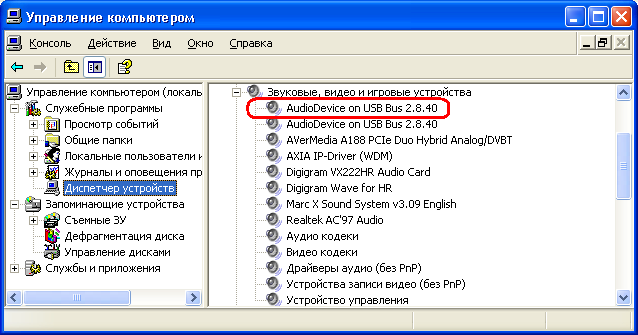 Управление компьютером
Консоль Действие Вид Окно Справка
Управление компьютером (локаль
Служебные программы
Просмотр событий
Общие папки
Локальные пользователи и
Журналы и оповещения пр
Диспетчер устройств
Запоминающие устройства
Съемные ЗУ
Дефрагментация диска
Управление дисками
Службы и приложения
Звуковые, видео и игровые устройства
AudioDevice on USB Bus 2.8.40
AudioDevice on USB Bus 2.8.40
AVerMedia A188 PCIe Duo Hybrid Analog/DVBT
AXIA IP-Driver (WDM)
Digigram VX222HR Audio Card
Digigram Wave for HR
Marc X Sound System v3.09 English
Realtek AC'97 Audio
Аудио кодеки
Видео кодеки
Драйверы аудио (без PnP)
Устройства записи видео (без PnP)
Устройство управления